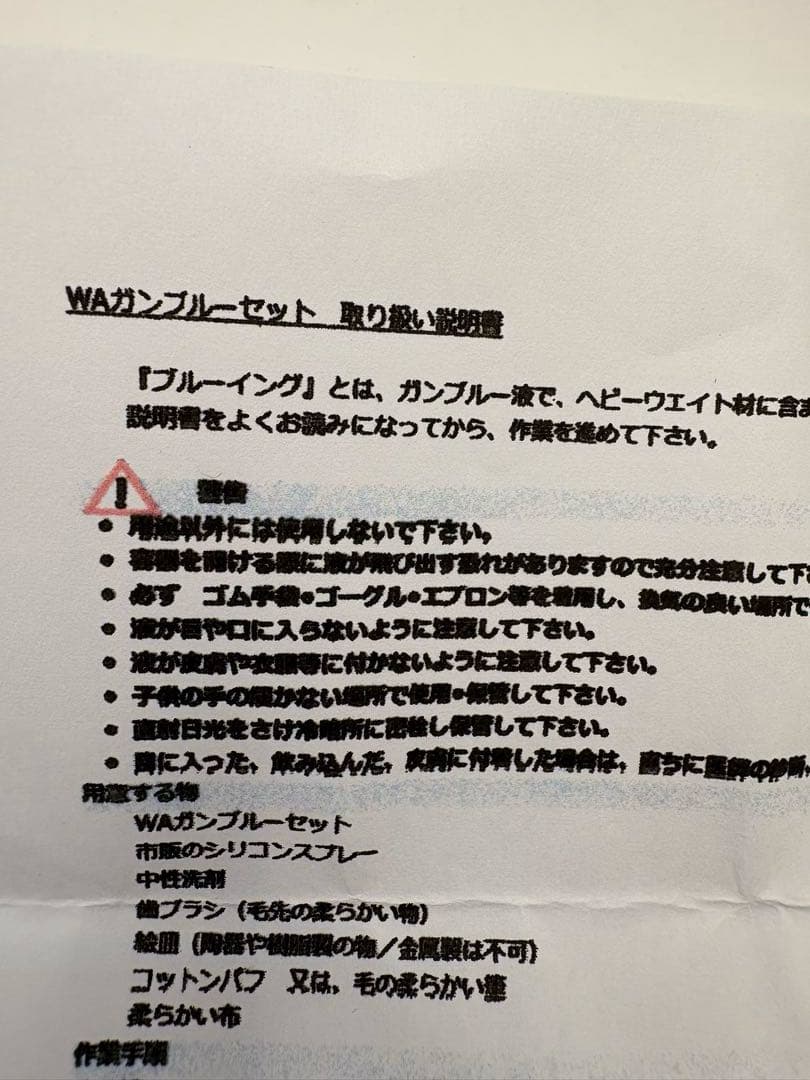 WAガンブルーセット 取り扱い説明書
『ブルーイング』とは、ガンブルー液で、ヘビーウエイト材に含ま
説明書をよくお読みになってから、作業を進めて下さい。
! 警告
● 用途以外には使用しないで下さい。
● 容器を開ける際に液が飛び出す恐れがありますので充分注意して下
● 必ず ゴム手袋・ゴーグル・エプロン等を着用し、換気の良い場所で
● 液が目や口に入らないように注意して下さい。
● 液が皮膚や衣服等に付かないように注意して下さい。
● 子供の手の届かない場所で使用・保管して下さい。
● 直射日光をさけ冷暗所に密栓し保管して下さい。
● 目に入った、飲み込んだ、皮膚に付着した場合は、直ちに医師の診断
用意する物
WAガンブルーセット
市販のシリコンスプレー
中性洗剤
歯ブラシ（毛先の柔らかい物）
絵皿（陶器や樹脂製の物／金属製は不可）
コットンパフ 又は、毛の柔らかい筆
柔らかい布
作業手順